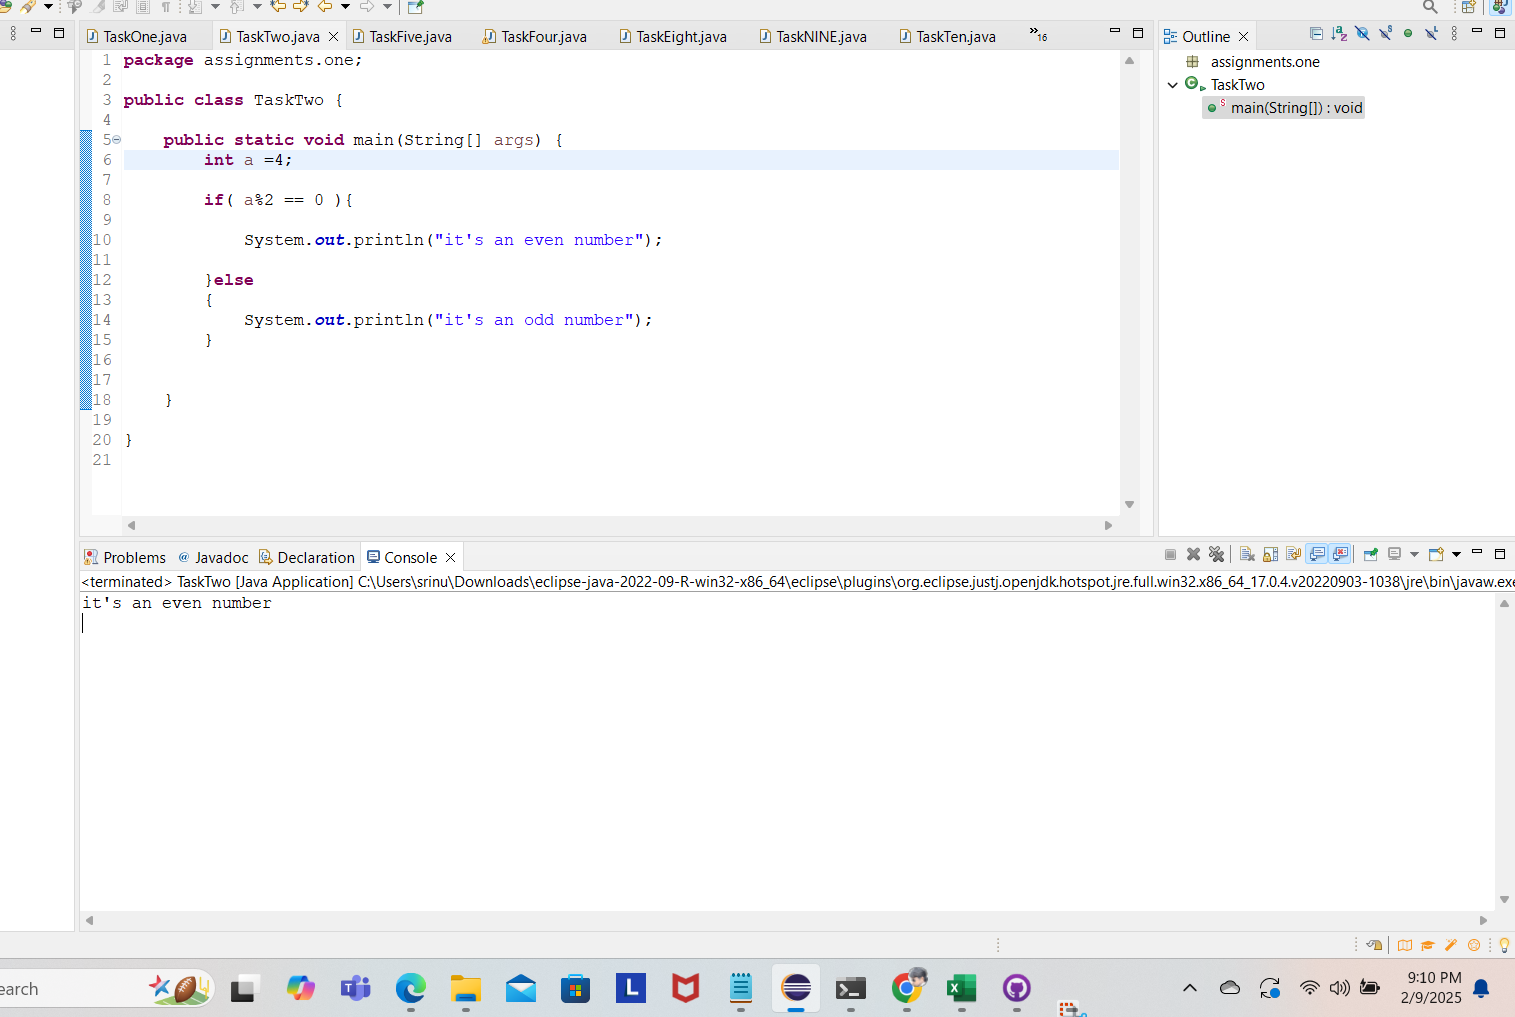 TaskOne.java TaskTwo.java TaskFive.java TaskFour.java TaskEight.java TaskNINE.java TaskTen.java »16 Outline
1 package assignments.one;
2
3 public class TaskTwo {
4
5 public static void main(String[] args) {
6 int a =4;
7
8 if( a%2 == 0 ){
9
10 System.out.println("it's an even number");
11
12 }else
13 {
14 System.out.println("it's an odd number");
15 }
16
17
18 }
19
20 }
21
assignments.one
TaskTwo
main(String[]) : void
Problems @ Javadoc Declaration Console
<terminated> TaskTwo [Java Application] C:\Users\srinu\Downloads\eclipse-java-2022-09-R-win32-x86_64\eclipse\plugins\org.eclipse.justj.openjdk.hotspot.jre.full.win32.x86_64_17.0.4.v20220903-1038\jre\bin\javaw.exe
it's an even number
earch
9:10 PM
2/9/2025